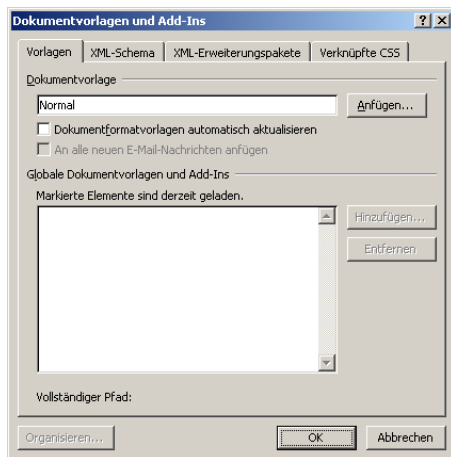 Dokumentvorlagen und Add-Ins
Vorlagen XML-Schema XML-Erweiterungspakete Verknüpfte CSS
Dokumentvorlage
Normal Anfügen...
Dokumentformatvorlagen automatisch aktualisieren
An alle neuen E-Mail-Nachrichten anfügen
Globale Dokumentvorlagen und Add-Ins
Markierte Elemente sind derzeit geladen.
Hinzufügen...
Entfernen
Vollständiger Pfad:
Organisieren... OK Abbrechen